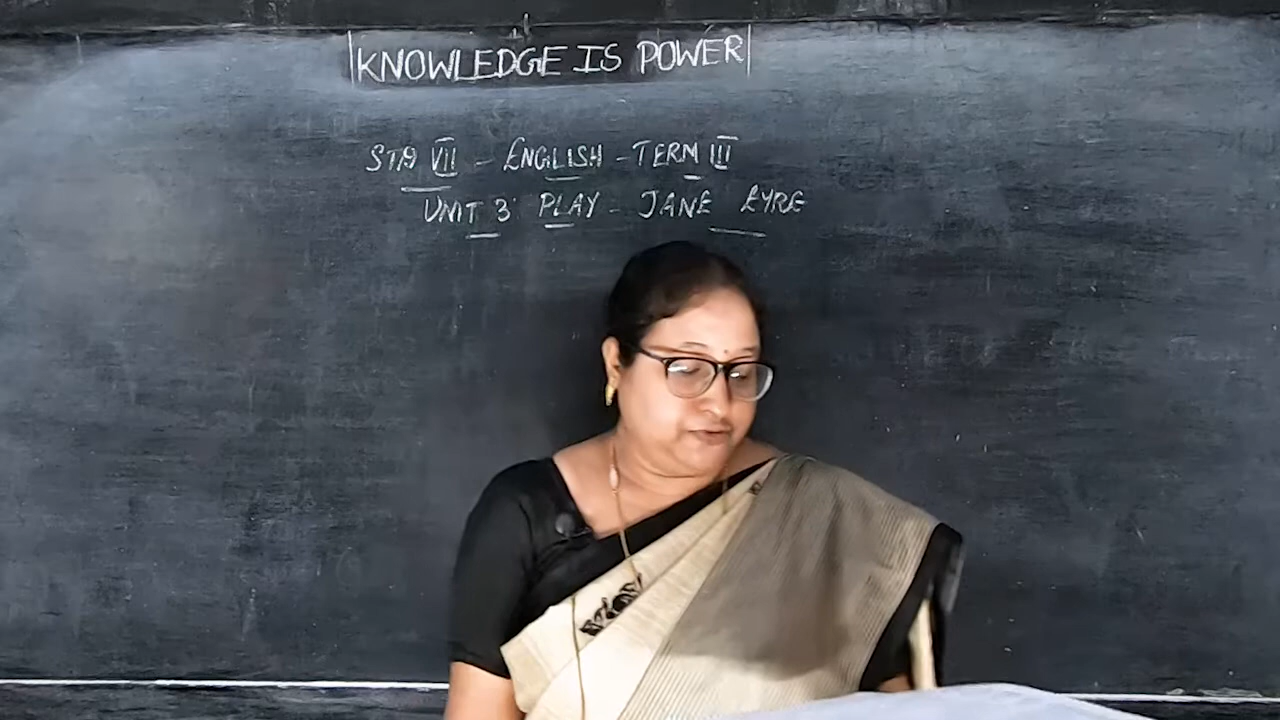 KNOWLEDGE IS POWER
STD VII - ENGLISH - TERM III
UNIT 3 PLAY - JANE EYRE